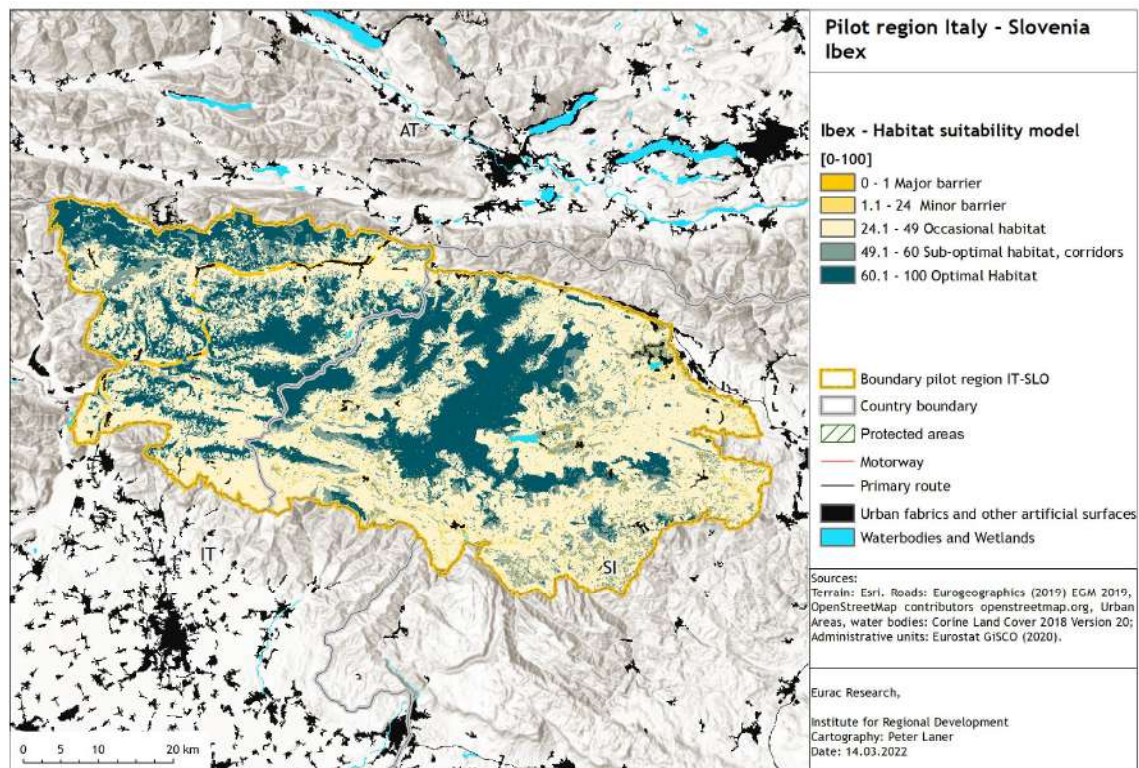 Pilot region Italy - Slovenia
Ibex
Ibex - Habitat suitability model
[0-100]
0 - 1 Major barrier
1.1 - 24 Minor barrier
24.1 - 49 Occasional habitat
49.1 - 60 Sub-optimal habitat, corridors
60.1 - 100 Optimal Habitat
Boundary pilot region IT-SLO
Country boundary
Protected areas
Motorway
Primary route
Urban fabrics and other artificial surfaces
Waterbodies and Wetlands
Sources:
Terrain: Esri. Roads: Eurogeographics (2019) EGM 2019,
OpenStreetMap contributors openstreetmap.org, Urban
Areas, water bodies: Corine Land Cover 2018 Version 20;
Administrative units: Eurostat GISCO (2020).
Eurac Research,
Institute for Regional Development
Cartography: Peter Laner
Date: 14.03.2022
AT
IT
SI
0 5 10 20 km